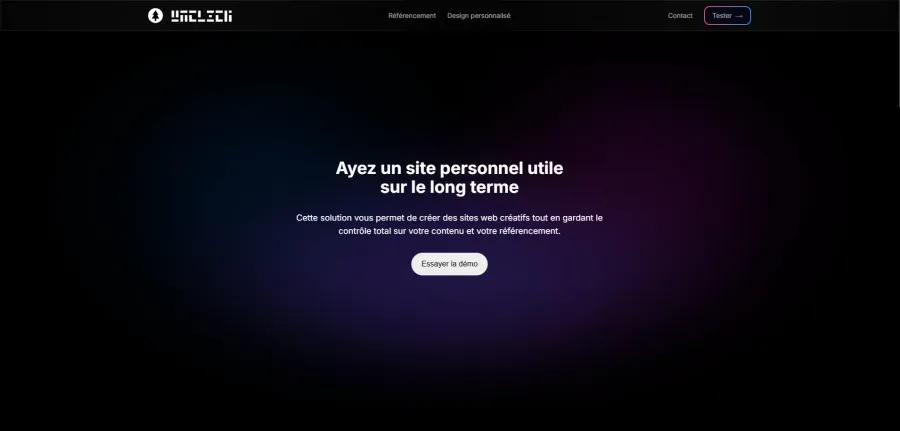 Référencement
Design personnalisé
Contact
Tester →
Ayez un site personnel utile
sur le long terme
Cette solution vous permet de créer des sites web créatifs tout en gardant le
contrôle total sur votre contenu et votre référencement.
Essayer la démo